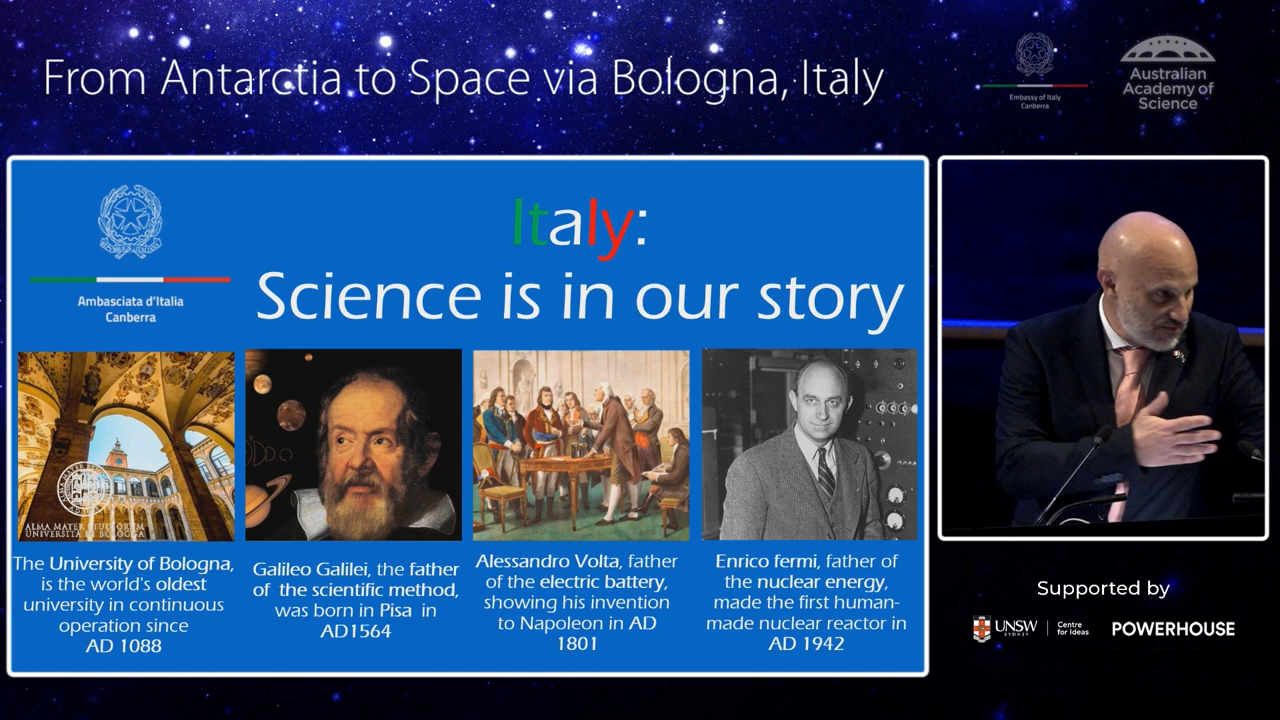 From Antarctia to Space via Bologna, Italy
Embassy of Italy
Canberra
Australian
Academy of
Science
Ambasciata d'Italia
Canberra
Italy:
Science is in our story
ALMA MATER STUDIORUM
UNIVERSITÀ DI BOLOGNA
The University of Bologna,
is the world's oldest
university in continuous
operation since
AD 1088
Galileo Galilei, the father
of the scientific method,
was born in Pisa in
AD1564
Alessandro Volta, father
of the electric battery,
showing his invention
to Napoleon in AD
1801
Enrico fermi, father of
the nuclear energy,
made the first human-
made nuclear reactor in
AD 1942
Supported by
UNSW
SYDNEY
Centre
for Ideas
POWERHOUSE